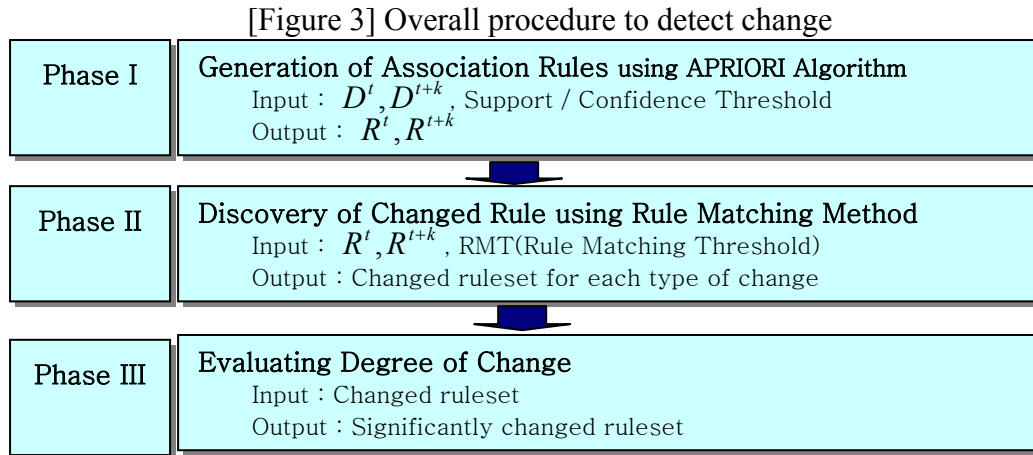 [Figure 3] Overall procedure to detect change
Phase I
Generation of Association Rules using APRIORI Algorithm
Input : D^t, D^{t+k}, Support / Confidence Threshold
Output : R^t, R^{t+k}
Phase II
Discovery of Changed Rule using Rule Matching Method
Input : R^t, R^{t+k} , RMT(Rule Matching Threshold)
Output : Changed ruleset for each type of change
Phase III
Evaluating Degree of Change
Input : Changed ruleset
Output : Significantly changed ruleset